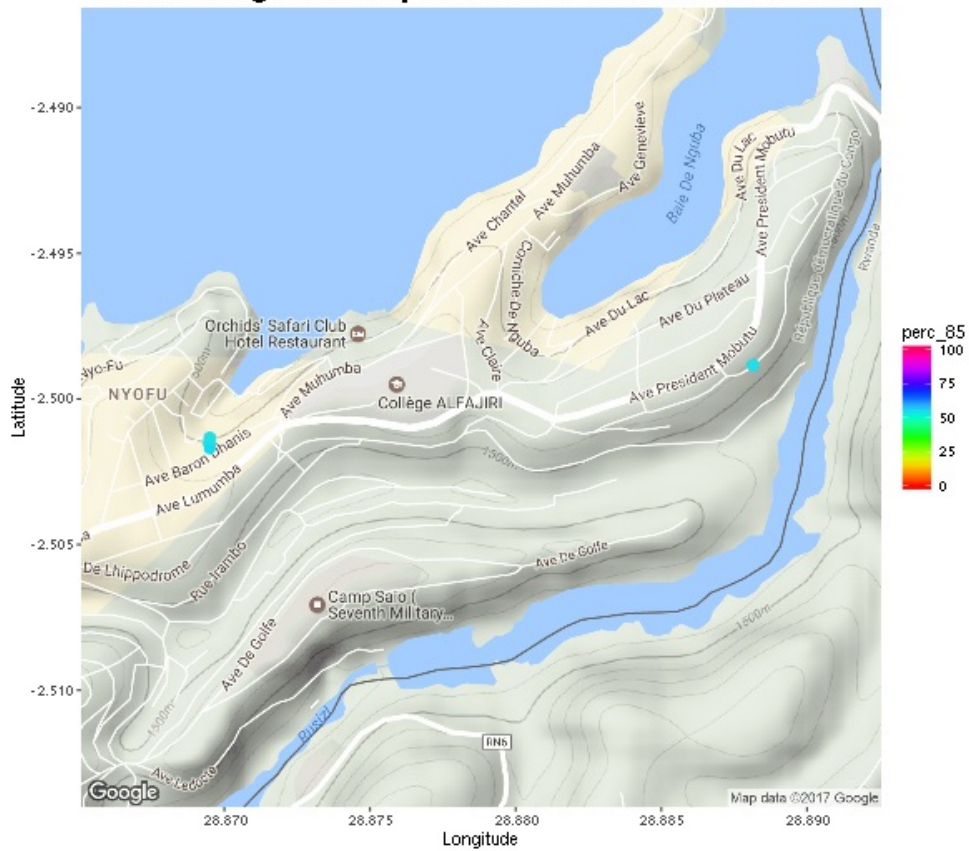 -2.490
-2.495
-2.500
-2.505
-2.510
Latitude
28.870
28.875
28.880
28.885
28.890
Longitude
Ave Genevieve
Ave Muhumba
Ave Chantal
Baie De Nguba
Ave Du Lac
Ave President Mobutu
République démocratique du Congo
Rwanda
Corniche De Nguba
Ave Du Lac
Ave Du Plateau
Orchids' Safari Club
Hotel Restaurant
Ave Claire
Ave President Mobutu
Nyo-Fu
NYOFU
Ave Muhumba
Collège ALFAJIRI
Ave Baron Dhanis
Ave Lumumba
1500m
De Lhippodrome
Rue Irambo
Ave De Golfe
Camp Saio (
Seventh Military...
Ave De Golfe
1500m
1500m
Rusizi
RN6
Ave Leducte
Google
Map data ©2017 Google
perc_85
100
75
50
25
0